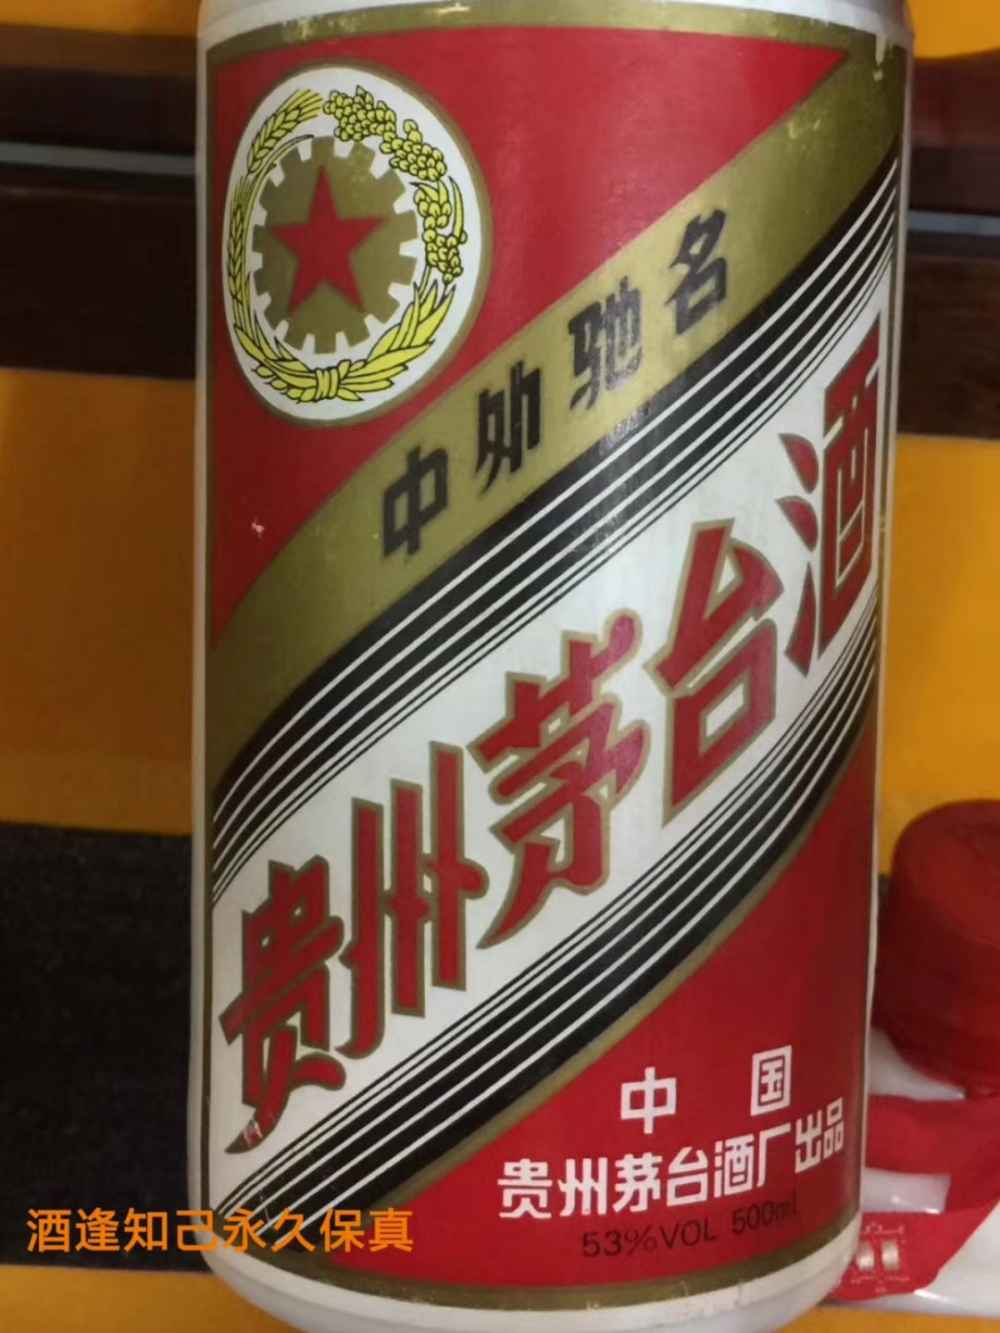 中外驰名
贵州茅台酒
中国
贵州茅台酒厂出品
53%VOL 500ml
酒逢知己永久保真